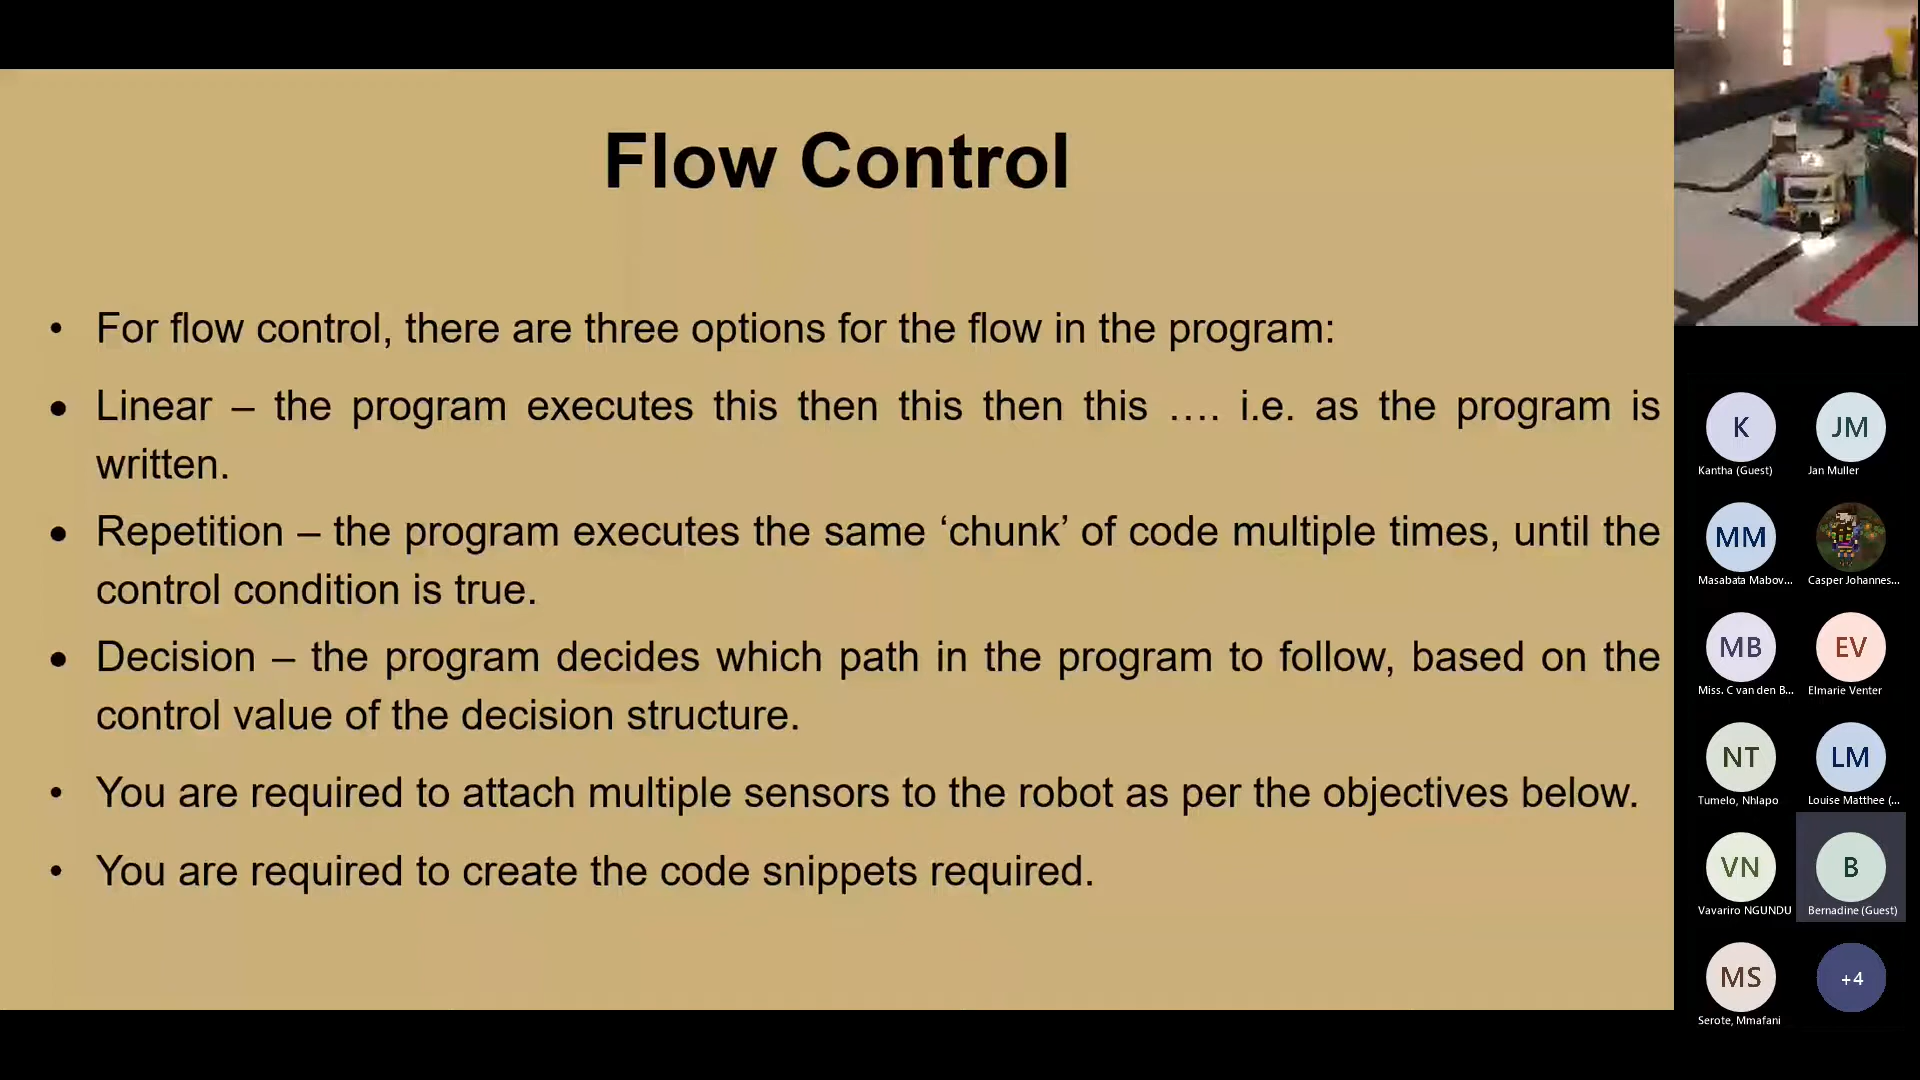 Flow Control
• For flow control, there are three options for the flow in the program:
• Linear – the program executes this then this then this …. i.e. as the program is
written.
• Repetition – the program executes the same ‘chunk’ of code multiple times, until the
control condition is true.
• Decision – the program decides which path in the program to follow, based on the
control value of the decision structure.
• You are required to attach multiple sensors to the robot as per the objectives below.
• You are required to create the code snippets required.
K JM
Kantha (Guest) Jan Muller
MM
Masabata Mabov... Casper Johannes...
MB EV
Miss. C van den B... Elmarie Venter
NT LM
Tumelo, Nhlapo Louise Matthee (...
VN B
Vavariro NGUNDU Bernadine (Guest)
MS +4
Serote, Mmafani